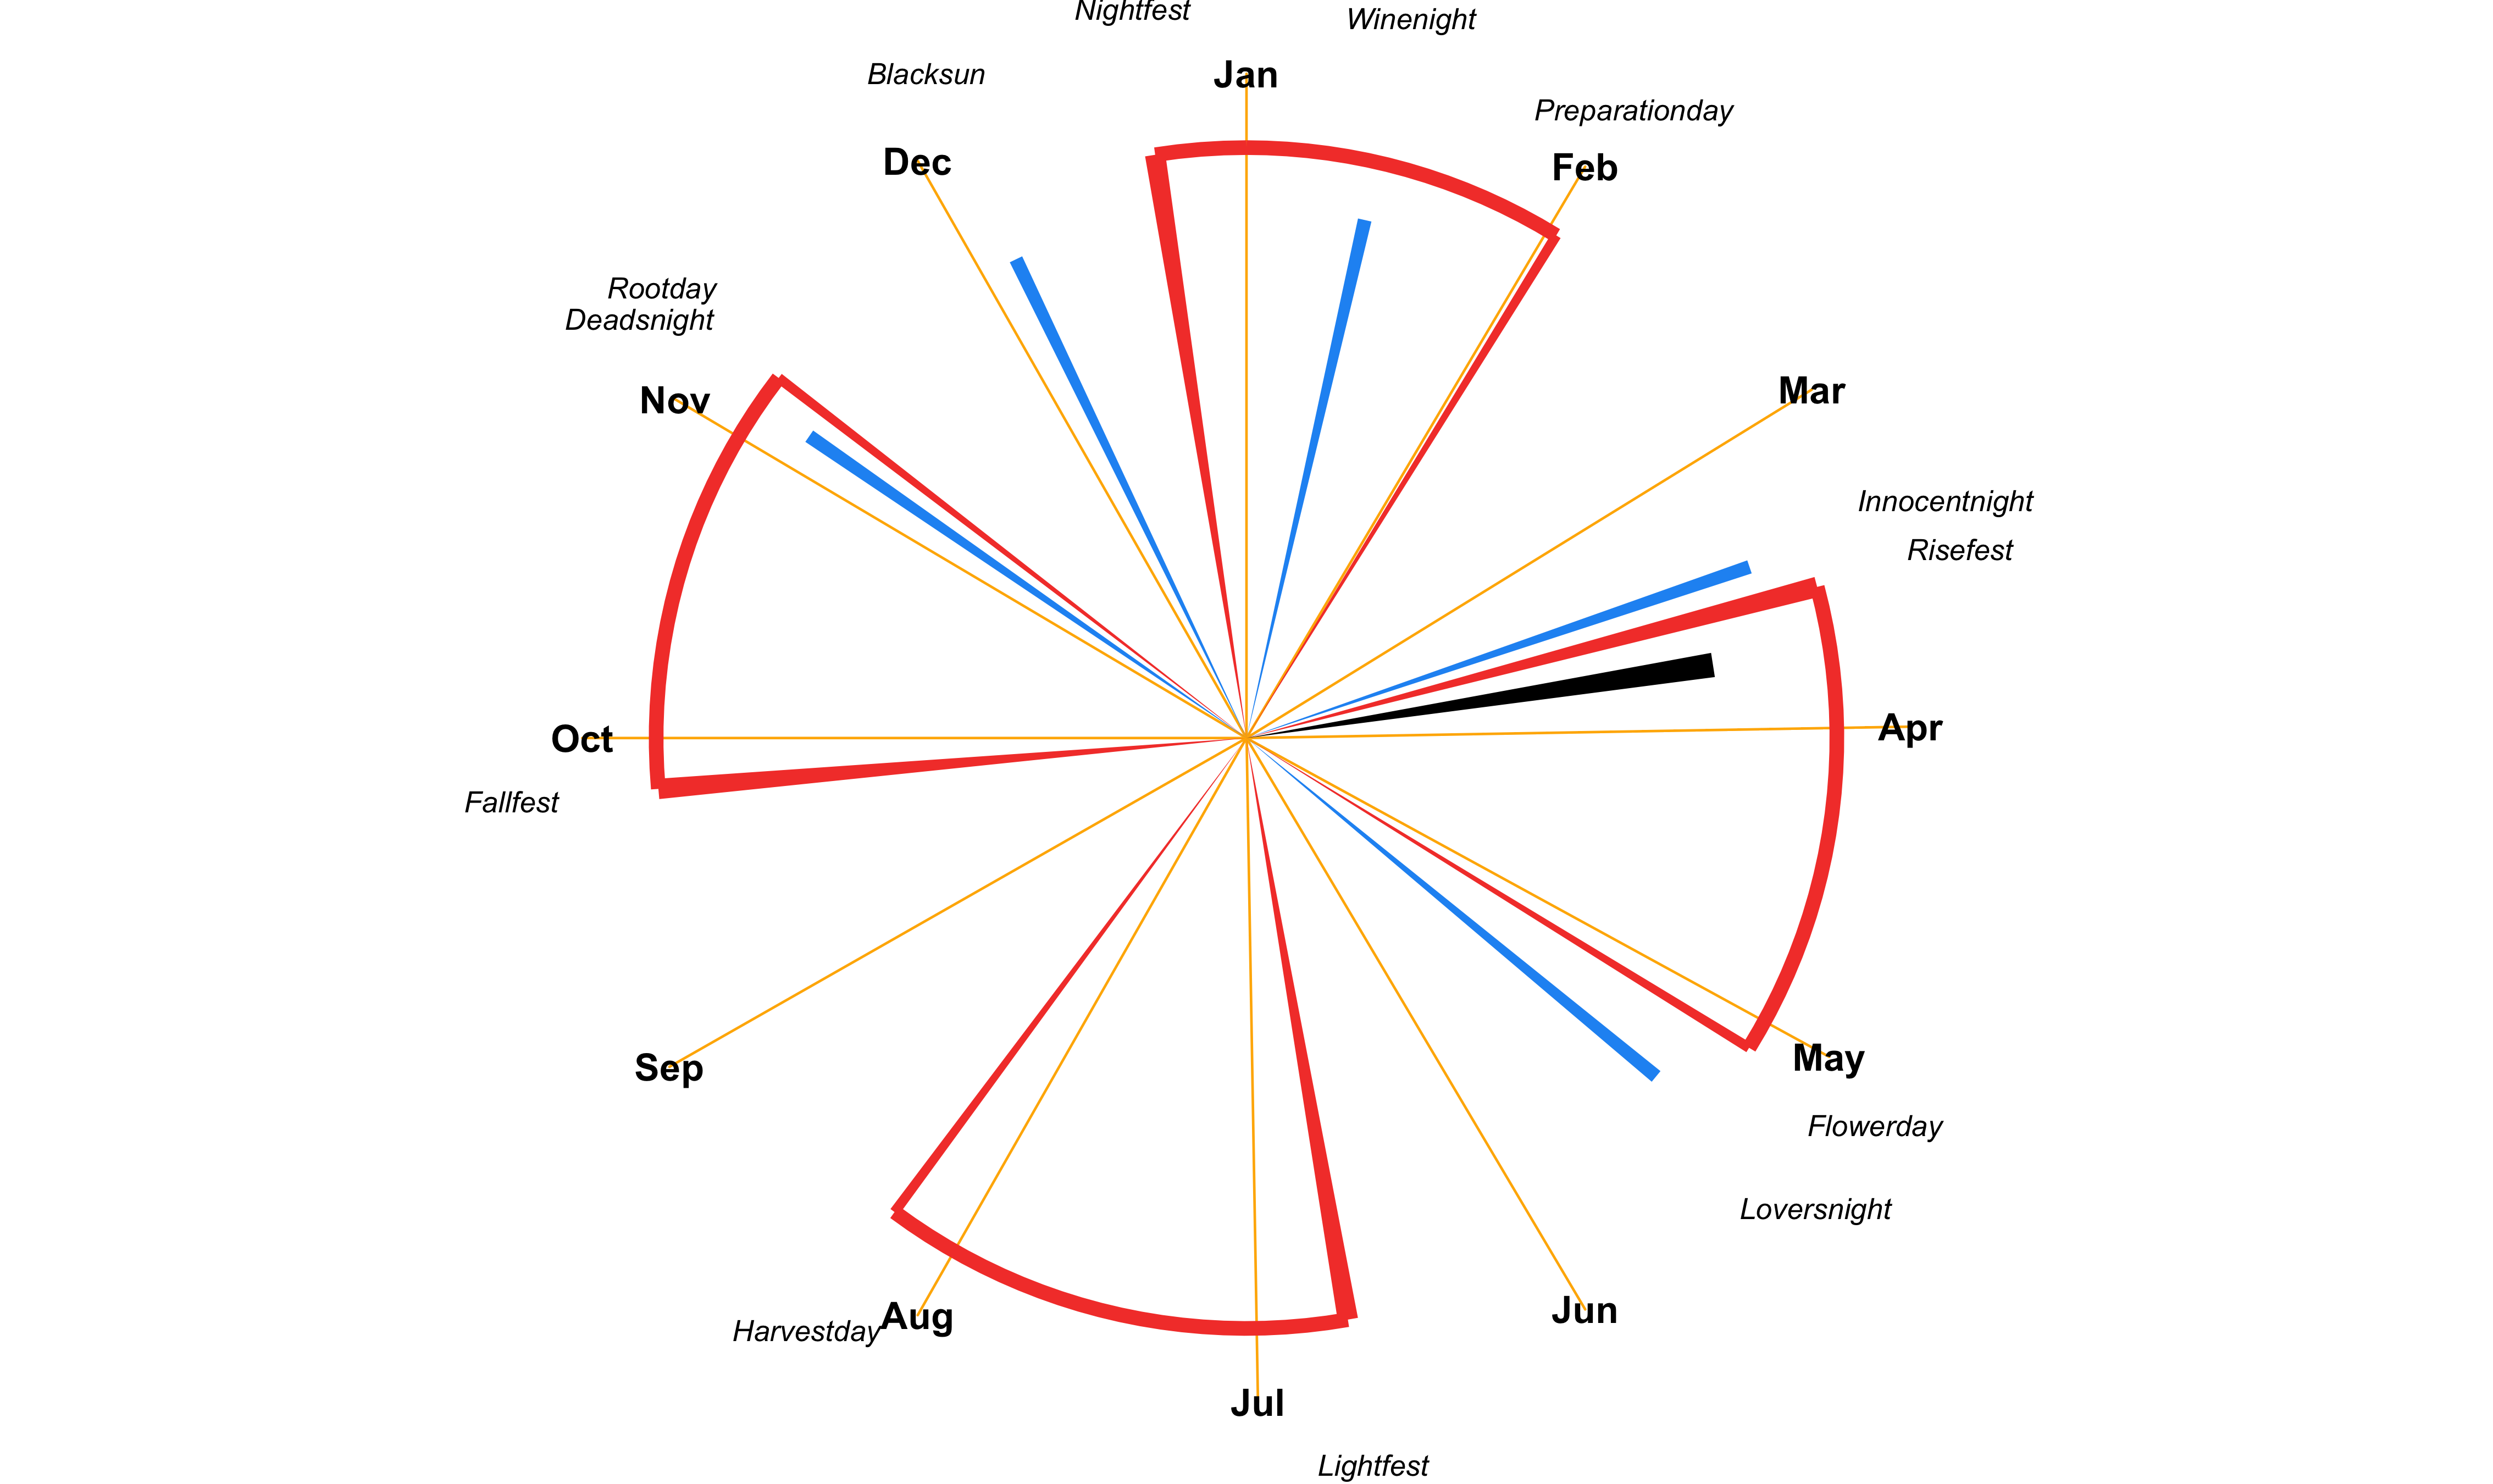 Nightfest
Winenight
Blacksun
Jan
Preparationday
Dec
Feb
Rootday
Deadsnight
Nov
Mar
Innocentnight
Risefest
Oct
Apr
Fallfest
Sep
May
Flowerday
Loversnight
Harvestday
Aug
Jun
Jul
Lightfest